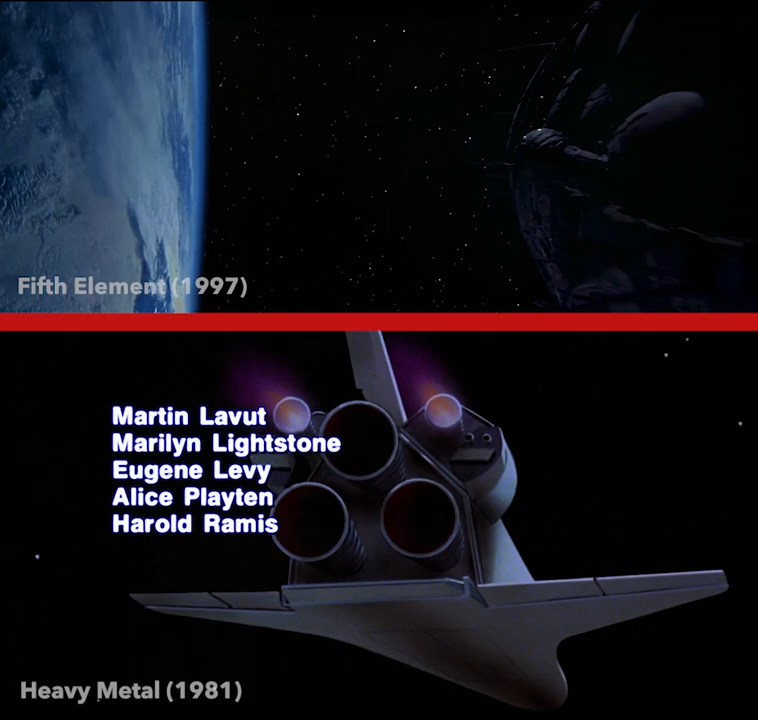 Fifth Element (1997)
Martin Lavut
Marilyn Lightstone
Eugene Levy
Alice Playten
Harold Ramis
Heavy Metal (1981)